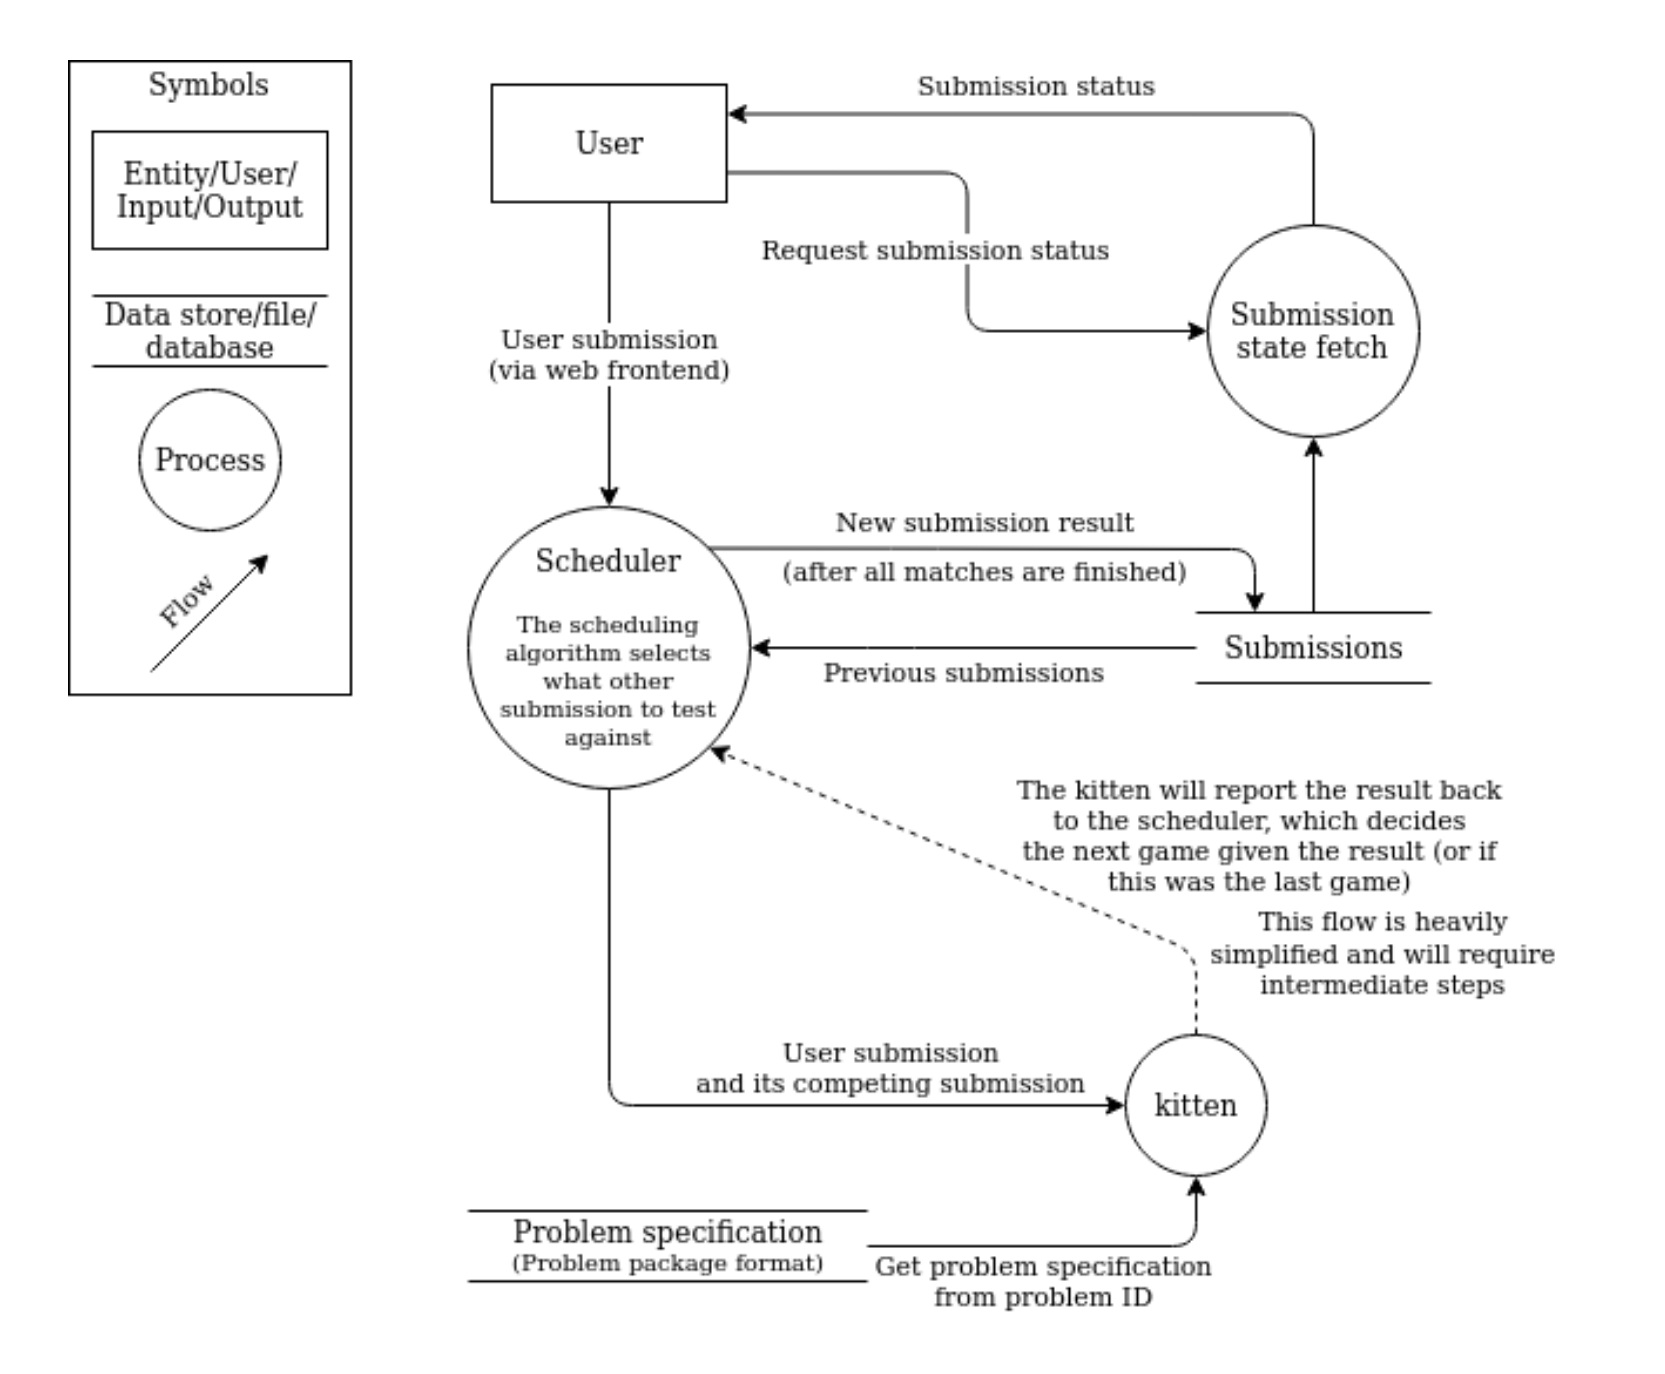 Symbols
Entity/User/
Input/Output
Data store/file/
database
Process
Flow
User
Submission status
Request submission status
Submission
state fetch
User submission
(via web frontend)
Scheduler
The scheduling
algorithm selects
what other
submission to test
against
New submission result
(after all matches are finished)
Submissions
Previous submissions
The kitten will report the result back
to the scheduler, which decides
the next game given the result (or if
this was the last game)
This flow is heavily
simplified and will require
intermediate steps
User submission
and its competing submission
kitten
Problem specification
(Problem package format)
Get problem specification
from problem ID